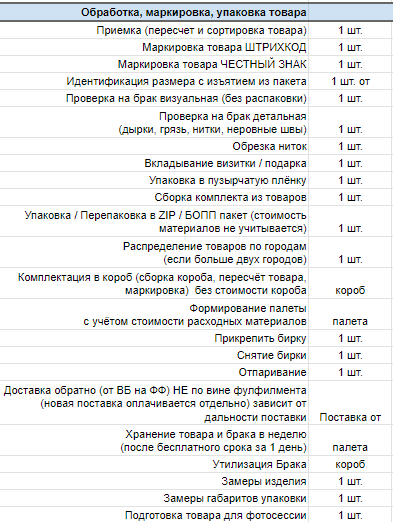 Обработка, маркировка, упаковка товара
Приемка (пересчет и сортировка товара) 1 шт.
Маркировка товара ШТРИХКОД 1 шт.
Маркировка товара ЧЕСТНЫЙ ЗНАК 1 шт.
Идентификация размера с изъятием из пакета 1 шт. от
Проверка на брак визуальная (без распаковки) 1 шт.
Проверка на брак детальная
(дырки, грязь, нитки, неровные швы) 1 шт.
Обрезка ниток 1 шт.
Вкладывание визитки / подарка 1 шт.
Упаковка в пузырчатую плёнку 1 шт.
Сборка комплекта из товаров 1 шт.
Упаковка / Перепаковка в ZIP / БОПП пакет (стоимость
материалов не учитывается) 1 шт.
Распределение товаров по городам
(если больше двух городов) 1 шт.
Комплектация в короб (сборка короба, пересчёт товара,
маркировка) без стоимости короба короб
Формирование палеты
с учётом стоимости расходных материалов палета
Прикрепить бирку 1 шт.
Снятие бирки 1 шт.
Отпаривание 1 шт.
Доставка обратно (от ВБ на ФФ) НЕ по вине фулфилмента
(новая поставка оплачивается отдельно) зависит от
дальности поставки Поставка от
Хранение товара и брака в неделю
(после бесплатного срока за 1 день) палета
Утилизация Брака короб
Замеры изделия 1 шт.
Замеры габаритов упаковки 1 шт.
Подготовка товара для фотосессии 1 шт.